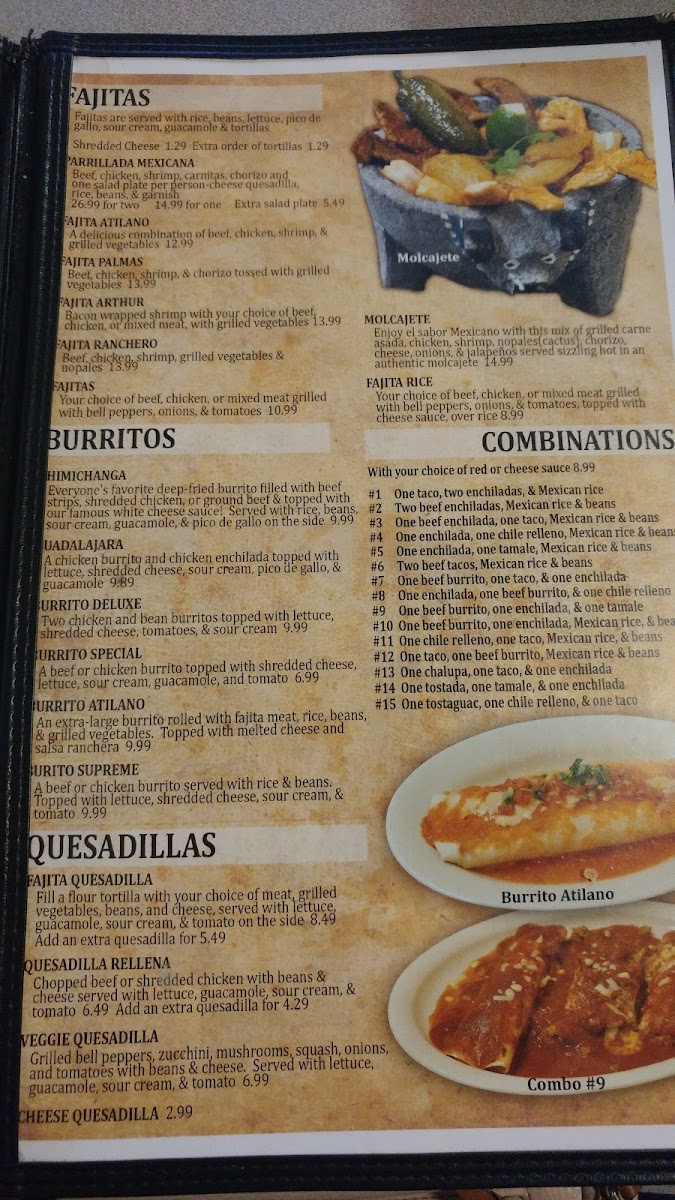 FAJITAS
Fajitas are served with rice, beans, lettuce, pico de
gallo, sour cream, guacamole & tortillas
Shredded Cheese 1.29 Extra order of tortillas 1.29
PARRILLADA MEXICANA
Beef, chicken, shrimp, carnitas, chorizo and
one salad plate per person-cheese quesadilla,
rice, beans, & garnish
26.99 for two 14.99 for one Extra salad plate 5.49
FAJITA ATILANO
A delicious combination of beef, chicken, shrimp, &
grilled vegetables 12.99
FAJITA PALMAS
Beef, chicken, shrimp, & chorizo tossed with grilled
vegetables 13.99
FAJITA ARTHUR
Bacon wrapped shrimp with your choice of beef,
chicken, or mixed meat, with grilled vegetables 13.99
FAJITA RANCHERO
Beef, chicken, shrimp, grilled vegetables &
nopales 13.99
FAJITAS
Your choice of beef, chicken, or mixed meat grilled
with bell peppers, onions, & tomatoes 10.99
BURRITOS
HIMICHANGA
Everyone's favorite deep-fried burrito filled with beef
strips, shredded chicken, or ground beef & topped with
our famous white cheese sauce! Served with rice, beans,
sour cream, guacamole, & pico de gallo on the side 9.99
UADALAJARA
A chicken burrito and chicken enchilada topped with
lettuce, shredded cheese, sour cream, pico de gallo, &
guacamole 9.89
BURRITO DELUXE
Two chicken and bean burritos topped with lettuce,
shredded cheese, tomatoes, & sour cream 9.99
BURRITO SPECIAL
A beef or chicken burrito topped with shredded cheese,
lettuce, sour cream, guacamole, and tomato 6.99
BURRITO ATILANO
An extra-large burrito rolled with fajita meat, rice, beans,
& grilled vegetables. Topped with melted cheese and
salsa ranchera 9.99
BURITO SUPREME
A beef or chicken burrito served with rice & beans.
Topped with lettuce, shredded cheese, sour cream, &
tomato 9.99
QUESADILLAS
FAJITA QUESADILLA
Fill a flour tortilla with your choice of meat, grilled
vegetables, beans, and cheese, served with lettuce,
guacamole, sour cream, & tomato on the side 8.49
Add an extra quesadilla for 5.49
QUESADILLA RELLENA
Chopped beef or shredded chicken with beans &
cheese served with lettuce, guacamole, sour cream, &
tomato 6.49 Add an extra quesadilla for 4.29
VEGGIE QUESADILLA
Grilled bell peppers, zucchini, mushrooms, squash, onions,
and tomatoes with beans & cheese. Served with lettuce,
guacamole, sour cream, & tomato 6.99
CHEESE QUESADILLA 2.99
Molcajete
MOLCAJETE
Enjoy el sabor Mexicano with this mix of grilled carne
asada, chicken, shrimp, nopales(cactus), chorizo,
cheese, onions, & jalapeños served sizzling hot in an
authentic molcajete 14.99
FAJITA RICE
Your choice of beef, chicken, or mixed meat grilled
with bell peppers, onions, & tomatoes, topped with
cheese sauce, over rice 8.99
COMBINATIONS
With your choice of red or cheese sauce 8.99
#1 One taco, two enchiladas, & Mexican rice
#2 Two beef enchiladas, Mexican rice & beans
#3 One beef enchilada, one taco, Mexican rice & beans
#4 One enchilada, one chile relleno, Mexican rice & beans
#5 One enchilada, one tamale, Mexican rice & beans
#6 Two beef tacos, Mexican rice & beans
#7 One beef burrito, one taco, & one enchilada
#8 One enchilada, one beef burrito, & one chile relleno
#9 One beef burrito, one enchilada, & one tamale
#10 One beef burrito, one enchilada, Mexican rice, & bea
#11 One chile relleno, one taco, Mexican rice, & beans
#12 One taco, one beef burrito, Mexican rice & beans
#13 One chalupa, one taco, & one enchilada
#14 One tostada, one tamale, & one enchilada
#15 One tostaguac, one chile relleno, & one taco
Burrito Atilano
Combo #9